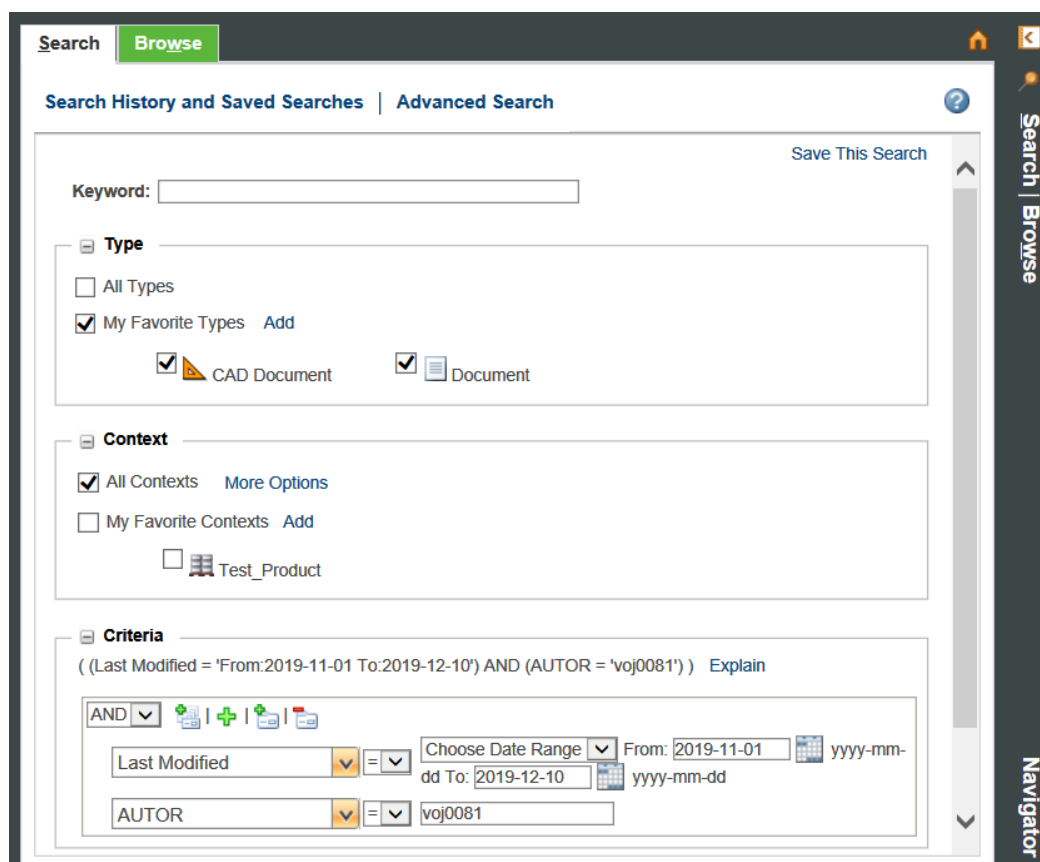 Search Browse
Search History and Saved Searches | Advanced Search
Save This Search
Keyword:
Type
All Types
My Favorite Types Add
CAD Document Document
Context
All Contexts More Options
My Favorite Contexts Add
Test_Product
Criteria
( (Last Modified = 'From:2019-11-01 To:2019-12-10') AND (AUTOR = 'voj0081') ) Explain
AND | | |
Last Modified = Choose Date Range From: 2019-11-01 yyyy-mm-
dd To: 2019-12-10 yyyy-mm-dd
AUTOR = voj0081
Search | Browse
Navigator